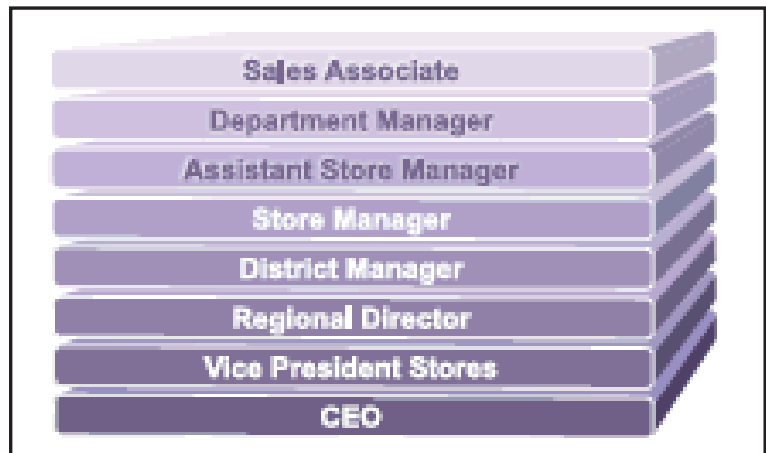 Sales Associate
Department Manager
Assistant Store Manager
Store Manager
District Manager
Regional Director
Vice President Stores
CEO